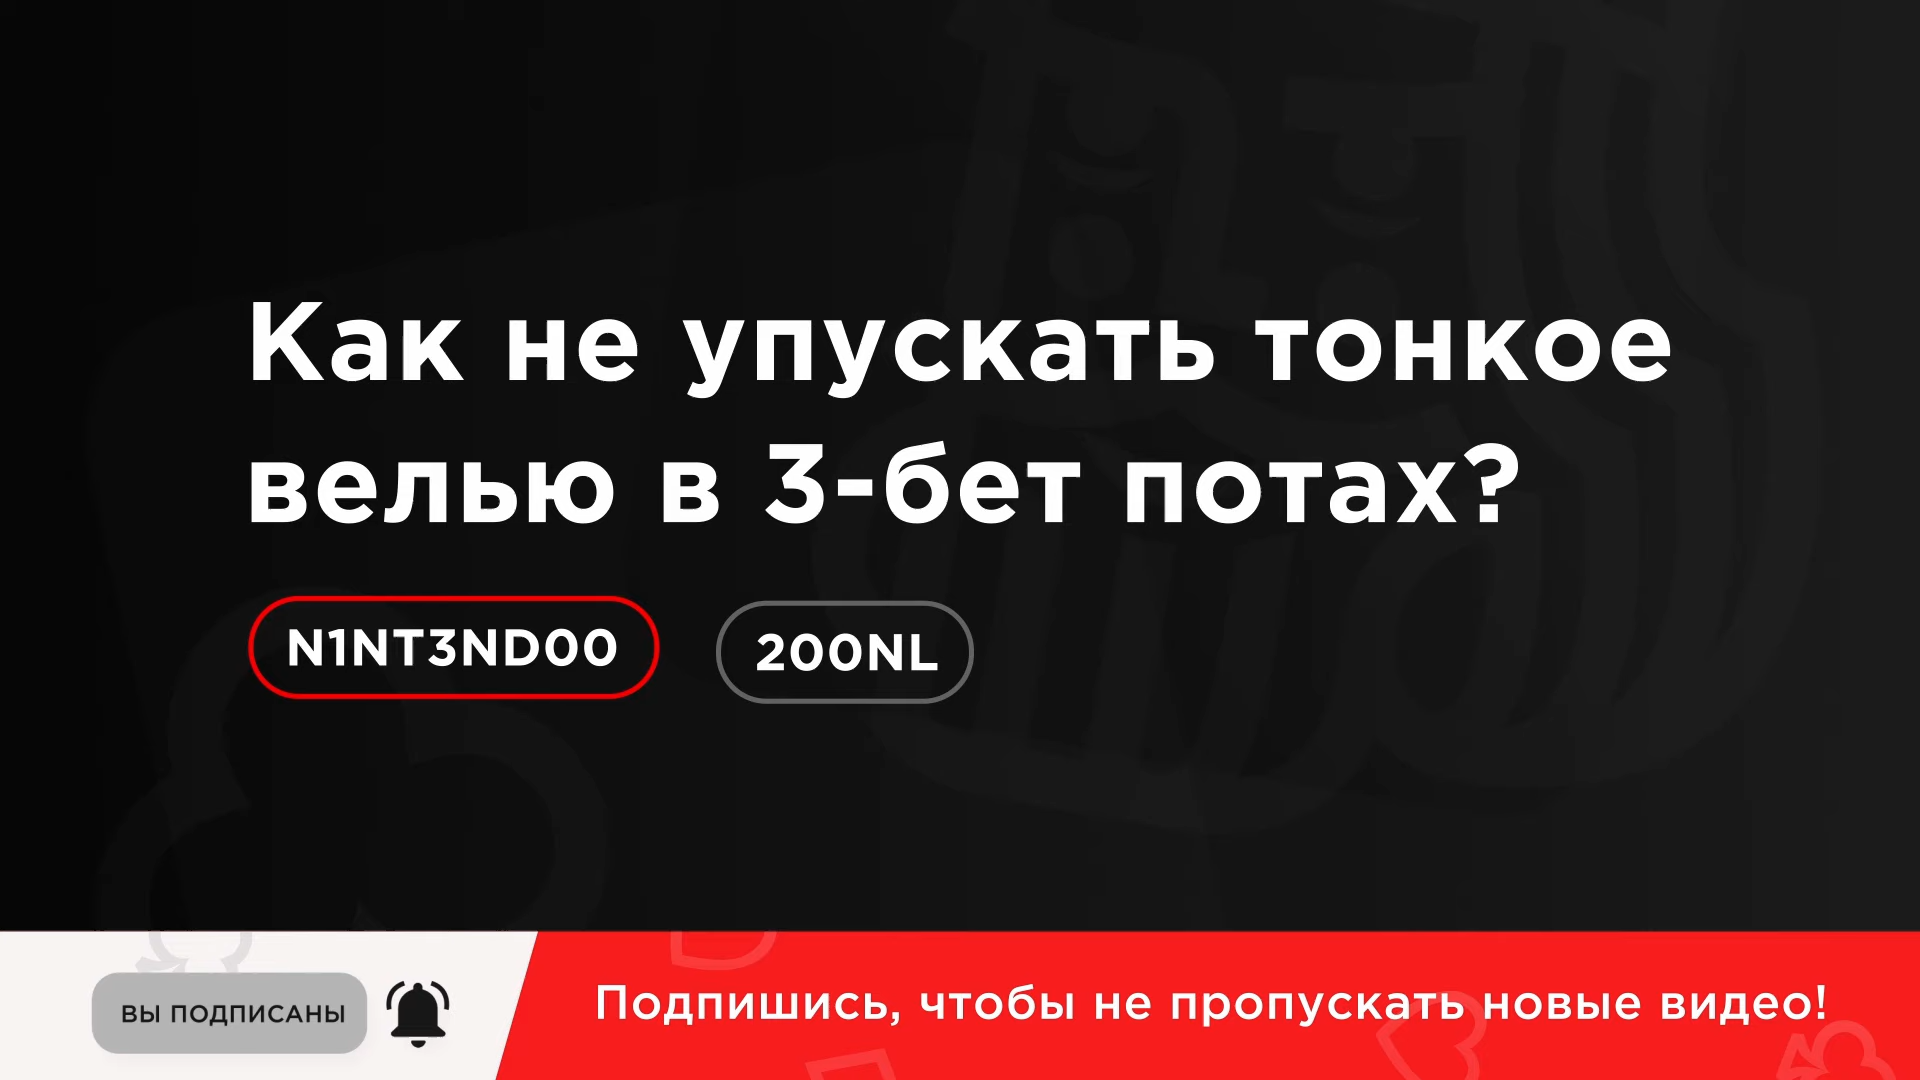 Как не упускать тонкое
велью в 3-бет потах?
N1NT3ND00
200NL
ВЫ ПОДПИСАНЫ
Подпишись, чтобы не пропускать новые видео!